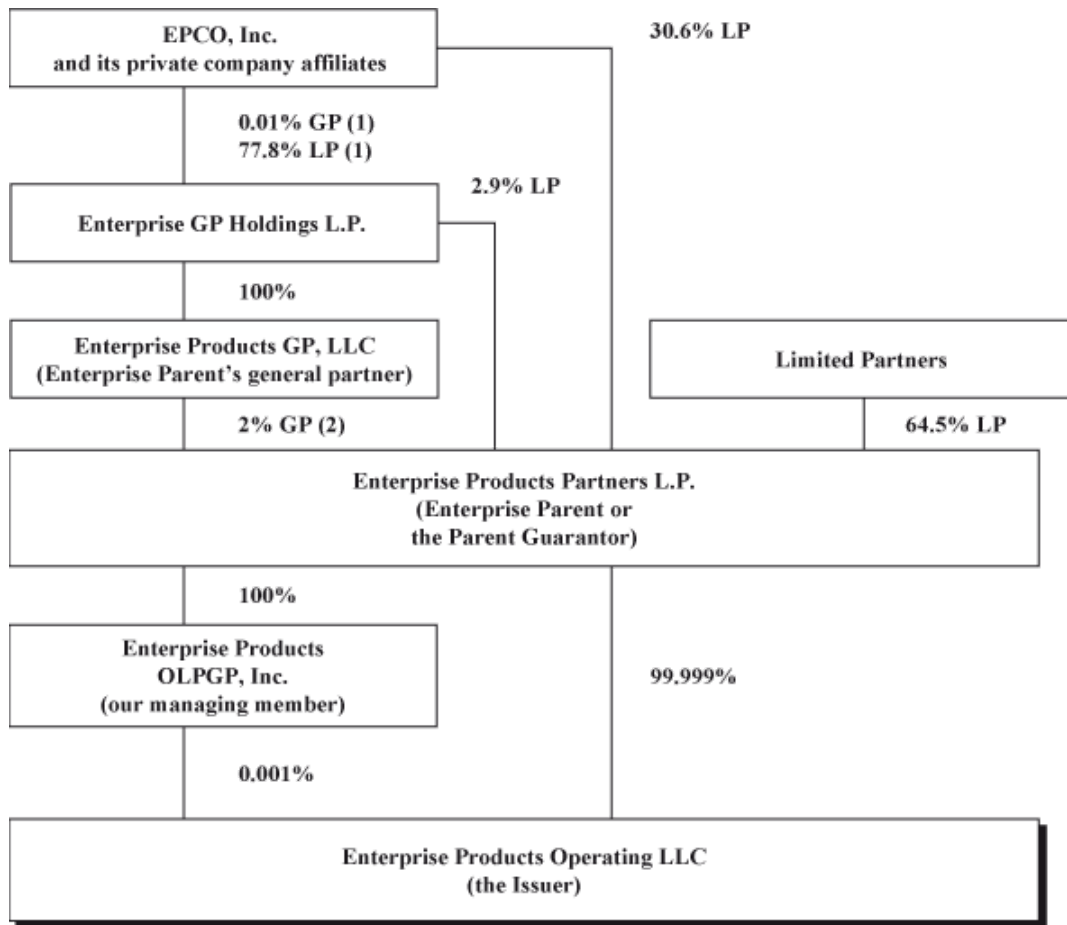 EPCO, Inc.
and its private company affiliates
30.6% LP
0.01% GP (1)
77.8% LP (1)
2.9% LP
Enterprise GP Holdings L.P.
100%
Enterprise Products GP, LLC
(Enterprise Parent's general partner)
Limited Partners
2% GP (2)
64.5% LP
Enterprise Products Partners L.P.
(Enterprise Parent or
the Parent Guarantor)
100%
Enterprise Products
OLPGP, Inc.
(our managing member)
99.999%
0.001%
Enterprise Products Operating LLC
(the Issuer)